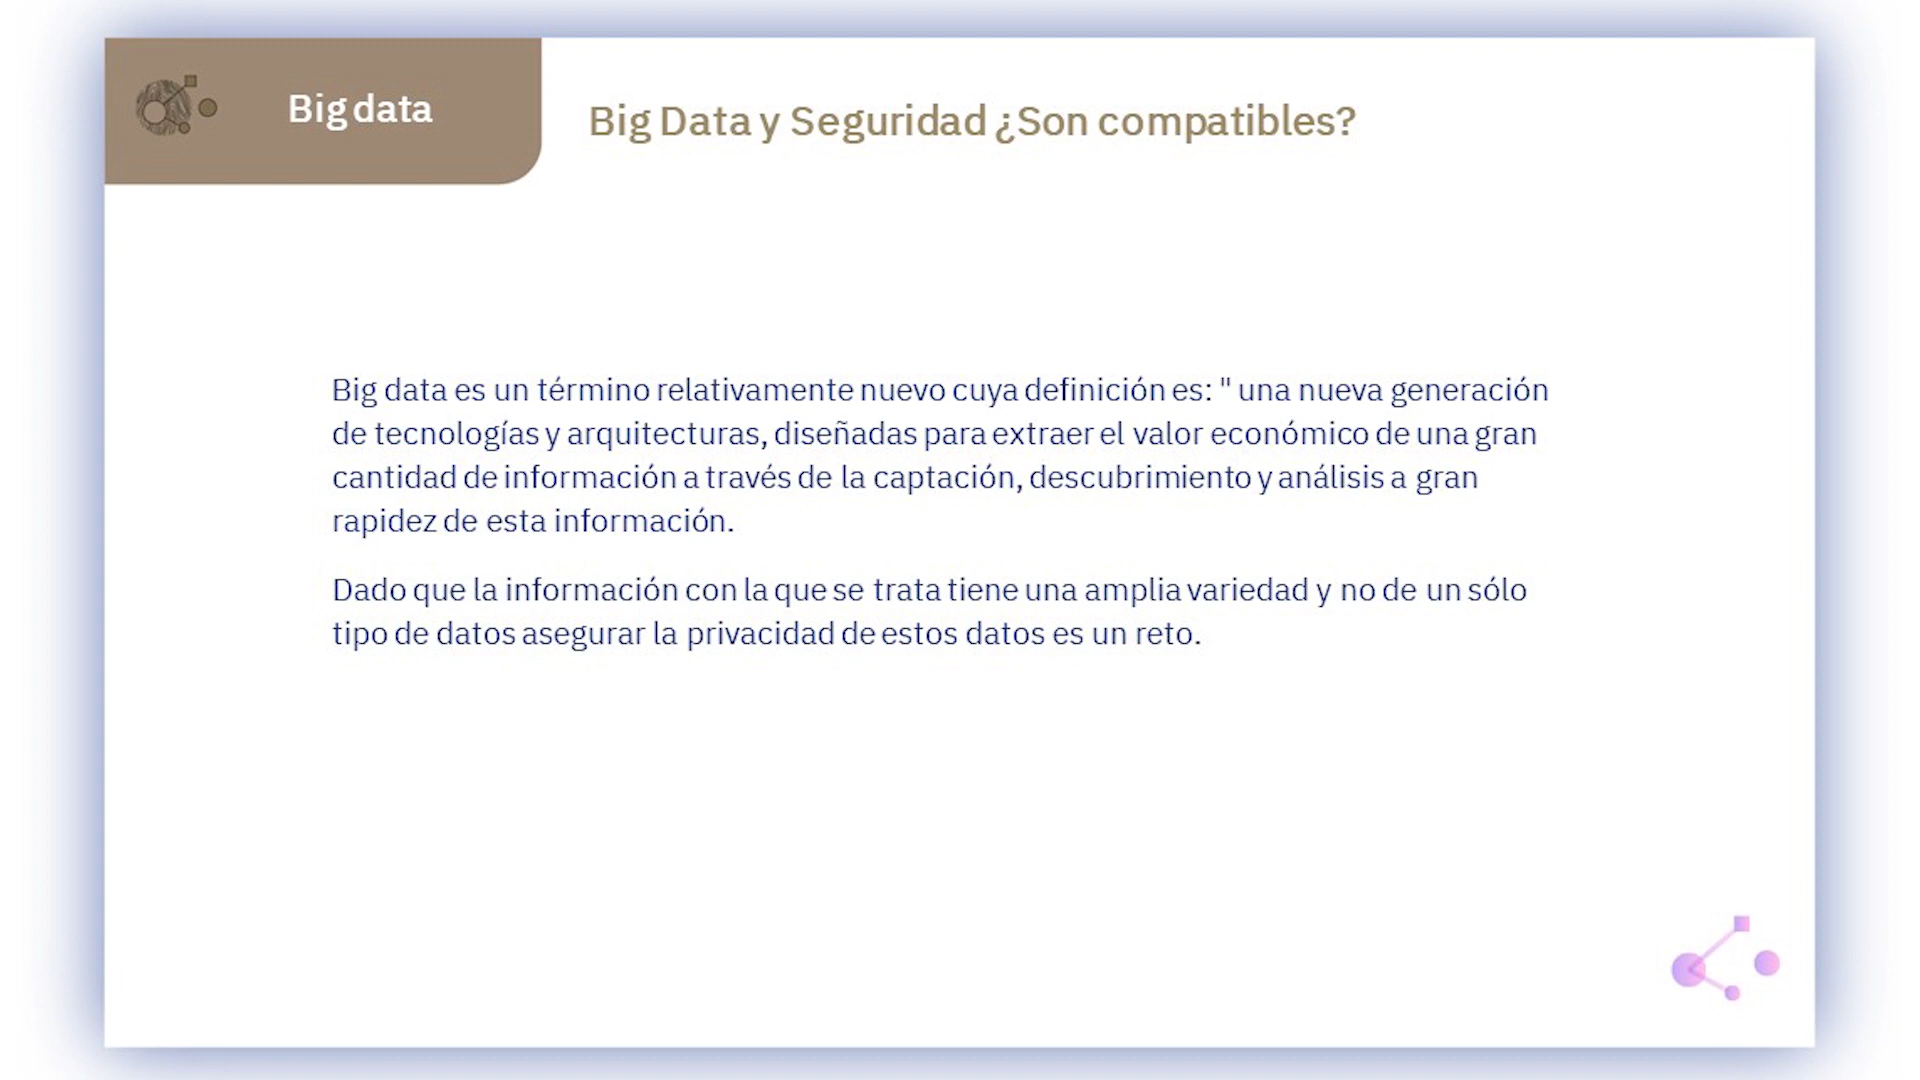 Big data
Big Data y Seguridad ¿Son compatibles?
Big data es un término relativamente nuevo cuya definición es: " una nueva generación
de tecnologías y arquitecturas, diseñadas para extraer el valor económico de una gran
cantidad de información a través de la captación, descubrimiento y análisis a gran
rapidez de esta información.
Dado que la información con la que se trata tiene una amplia variedad y no de un sólo
tipo de datos asegurar la privacidad de estos datos es un reto.